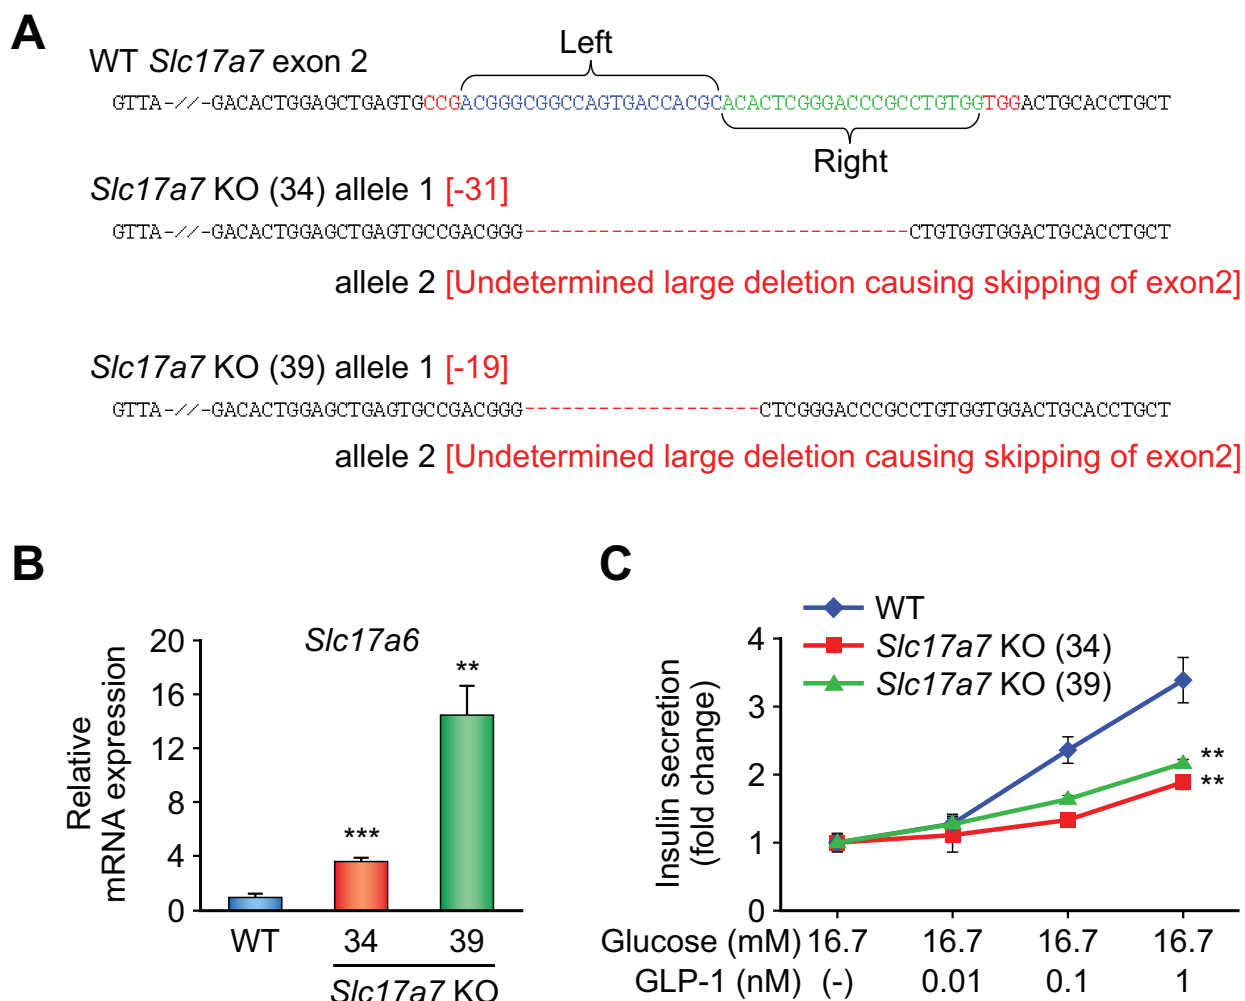 A
Left
WT Slc17a7 exon 2
GTTA-//-GACACTGGAGCTGAGTGCCGACGGGCGGCCAGTGACCACGCACACTCGGGACCCGCCTGTGGTGGACTGCACCTGCT
Right
Slc17a7 KO (34) allele 1 [-31]
GTTA-//-GACACTGGAGCTGAGTGCCGACGGG-------------------------------CTGTGGTGGACTGCACCTGCT
allele 2 [Undetermined large deletion causing skipping of exon2]
Slc17a7 KO (39) allele 1 [-19]
GTTA-//-GACACTGGAGCTGAGTGCCGACGGG-------------------CTCGGGACCCGCCTGTGGTGGACTGCACCTGCT
allele 2 [Undetermined large deletion causing skipping of exon2]
B
Slc17a6
Relative
mRNA expression
20
16
12
8
4
0
***
**
WT 34 39
Slc17a7 KO
C
WT
Slc17a7 KO (34)
Slc17a7 KO (39)
Insulin secretion
(fold change)
4
3
2
1
0
**
**
Glucose (mM) 16.7 16.7 16.7 16.7
GLP-1 (nM) (-) 0.01 0.1 1